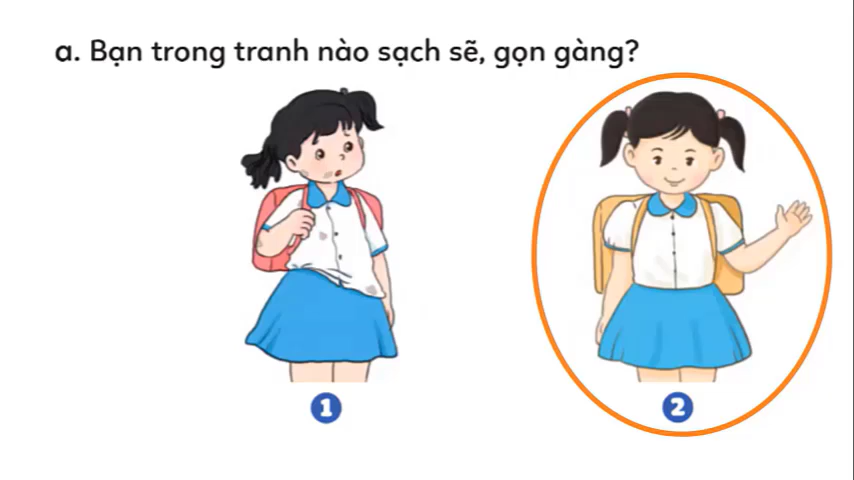 a. Bạn trong tranh nào sạch sẽ, gọn gàng?
1
2